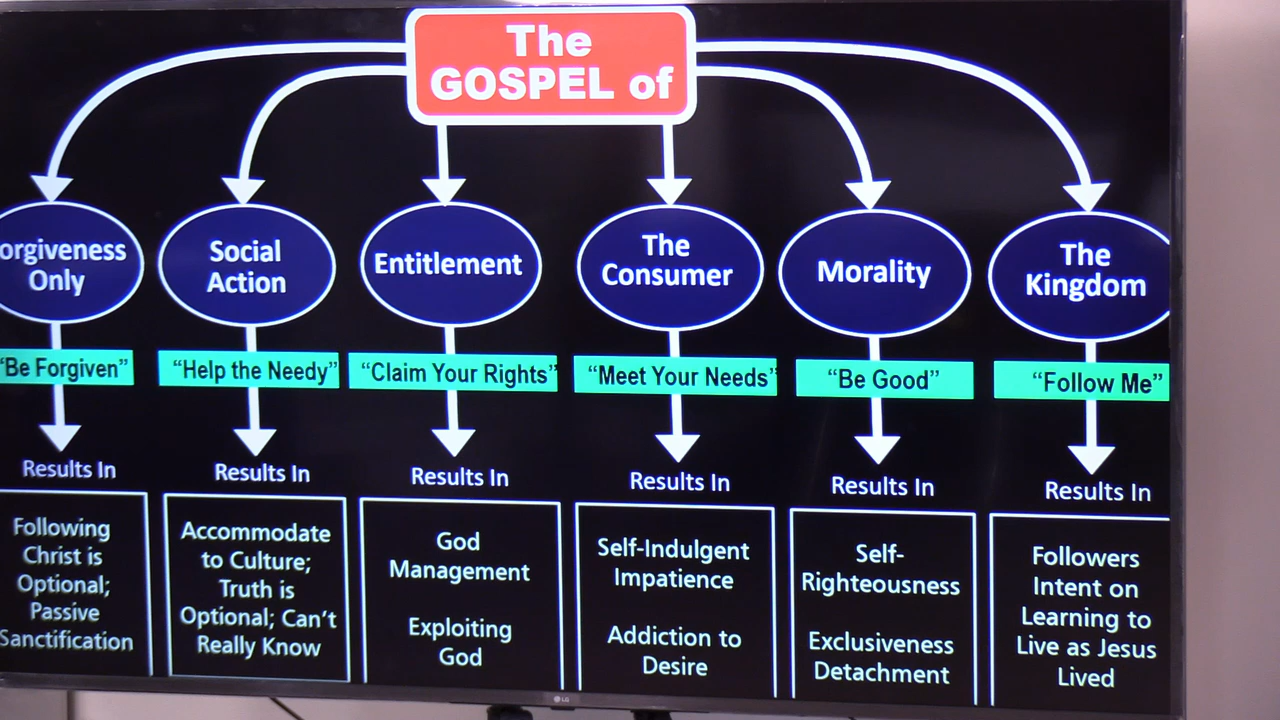 The
GOSPEL of
orgiveness
Only
Social
Action
Entitlement
The
Consumer
Morality
The
Kingdom
"Be Forgiven"
"Help the Needy"
"Claim Your Rights"
"Meet Your Needs"
"Be Good"
"Follow Me"
Results In
Results In
Results In
Results In
Results In
Results In
Following
Christ is
Optional;
Passive
Sanctification
Accommodate
to Culture;
Truth is
Optional; Can't
Really Know
God
Management
Exploiting
God
Self-Indulgent
Impatience
Addiction to
Desire
Self-
Righteousness
Exclusiveness
Detachment
Followers
Intent on
Learning to
Live as Jesus
Lived
LG